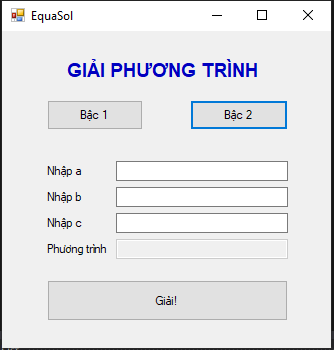 EquaSol
GIẢI PHƯƠNG TRÌNH
Bậc 1 Bậc 2
Nhập a
Nhập b
Nhập c
Phương trình
Giải!